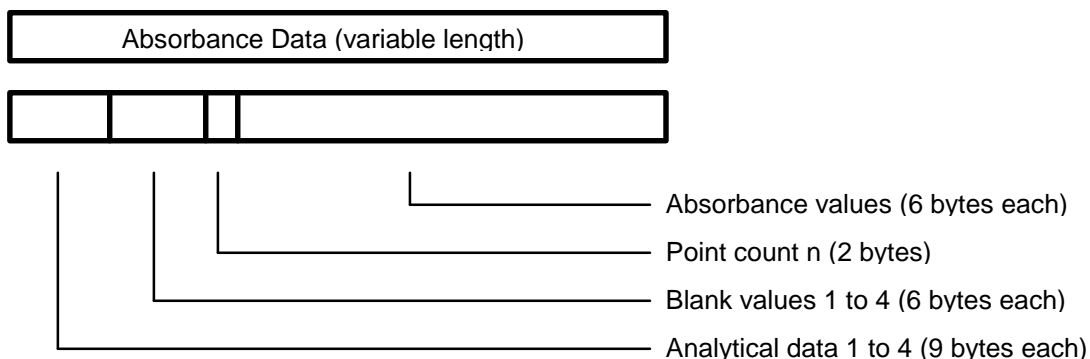 Absorbance Data (variable length)
Absorbance values (6 bytes each)
Point count n (2 bytes)
Blank values 1 to 4 (6 bytes each)
Analytical data 1 to 4 (9 bytes each)